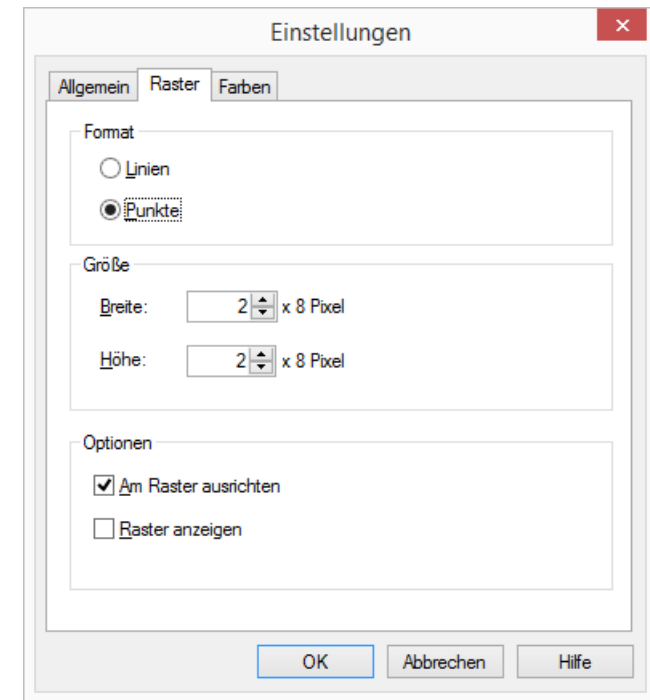 Einstellungen
Allgemein Raster Farben
Format
Linien
Punkte
Größe
Breite: 2 x 8 Pixel
Höhe: 2 x 8 Pixel
Optionen
Am Raster ausrichten
Raster anzeigen
OK Abbrechen Hilfe